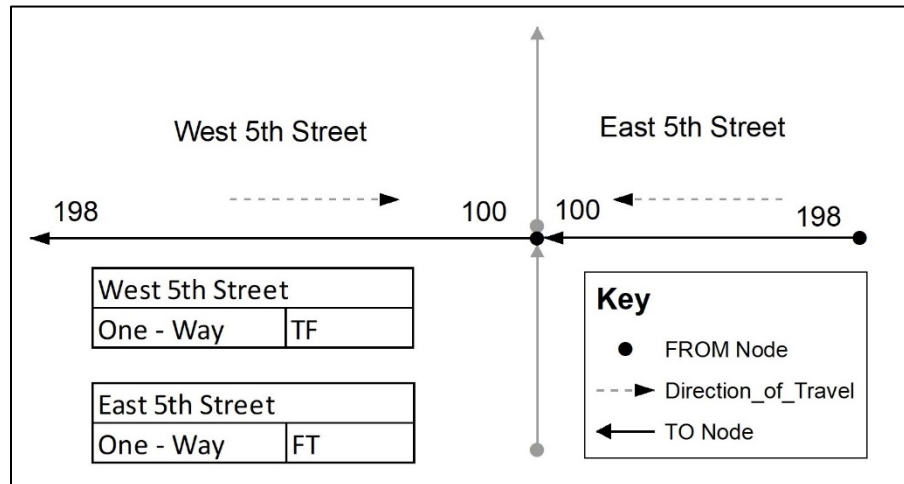 West 5th Street
East 5th Street
198
100
100
198
West 5th Street
One - Way TF
East 5th Street
One - Way FT
Key
FROM Node
Direction_of_Travel
TO Node